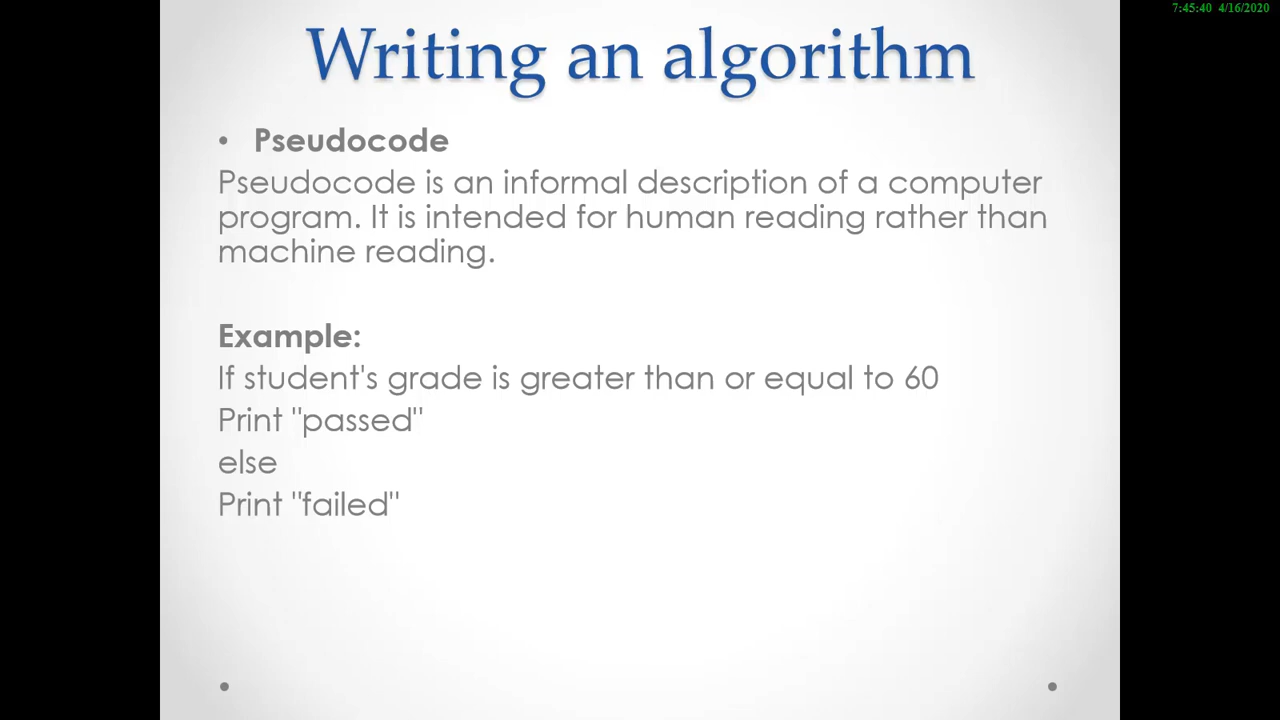 7:45:40 4/16/2020
Writing an algorithm
• Pseudocode
Pseudocode is an informal description of a computer
program. It is intended for human reading rather than
machine reading.
Example:
If student's grade is greater than or equal to 60
Print "passed"
else
Print "failed"